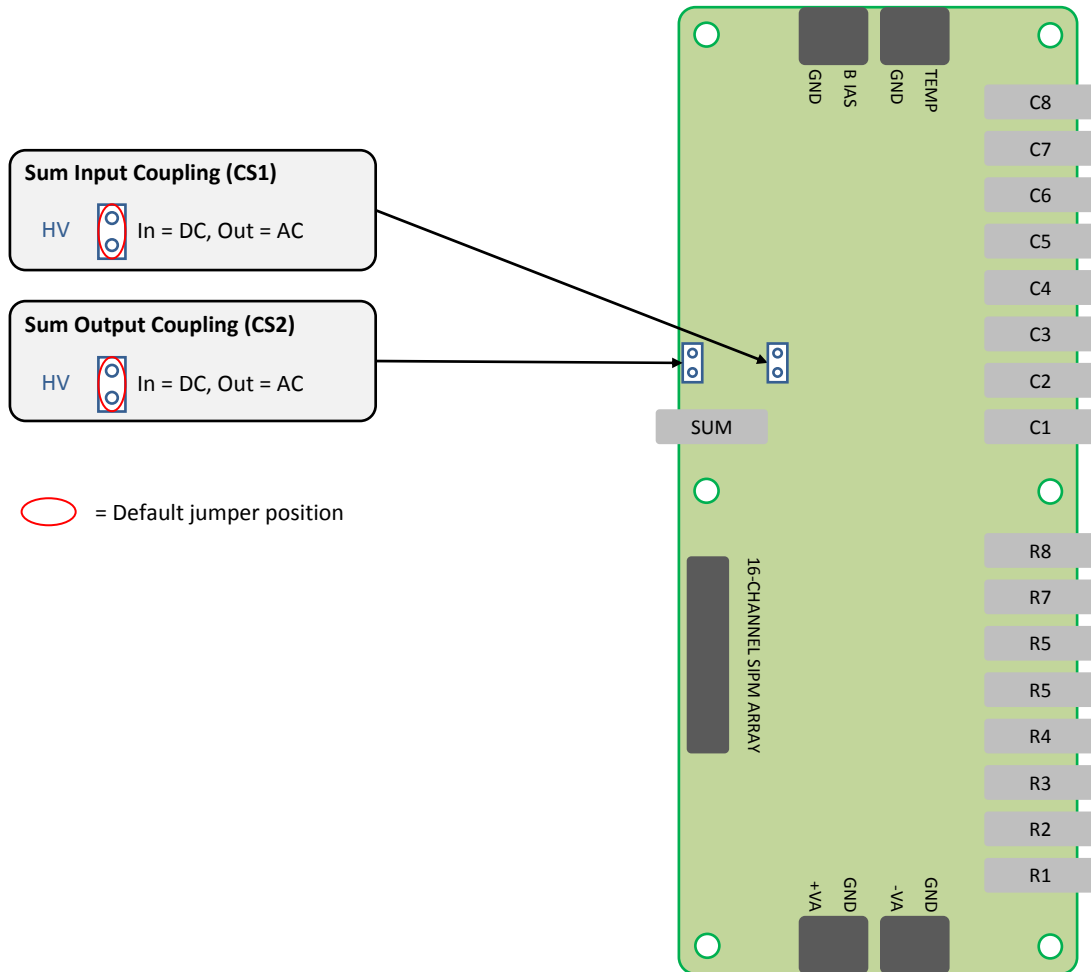 GND
B IAS
GND
TEMP
Sum Input Coupling (CS1)
HV In = DC, Out = AC
Sum Output Coupling (CS2)
HV In = DC, Out = AC
= Default jumper position
C8
C7
C6
C5
C4
C3
C2
C1
SUM
R8
R7
R5
R5
R4
R3
R2
R1
16-CHANNEL SIPM ARRAY
+VA
GND
-VA
GND